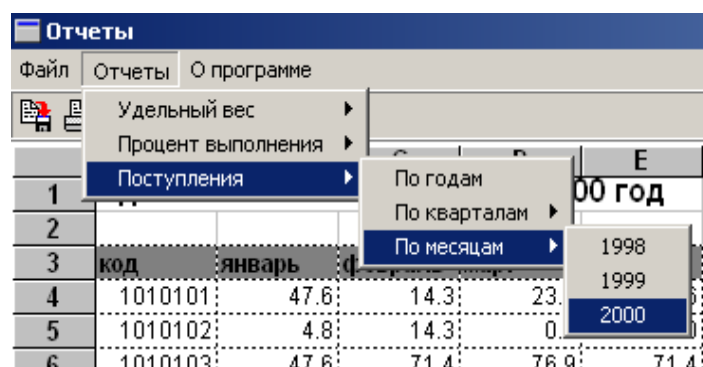 Отчеты
Файл Отчеты О программе
Удельный вес
Процент выполнения
Поступления
По годам
По кварталам
По месяцам
1998
1999
2000
E
1 00 год
2
3 код январь
4 1010101 47.6 14.3 23.
5 1010102 4.8 14.3 0.
6 1010103 47.6 71.4 76.9 71.4